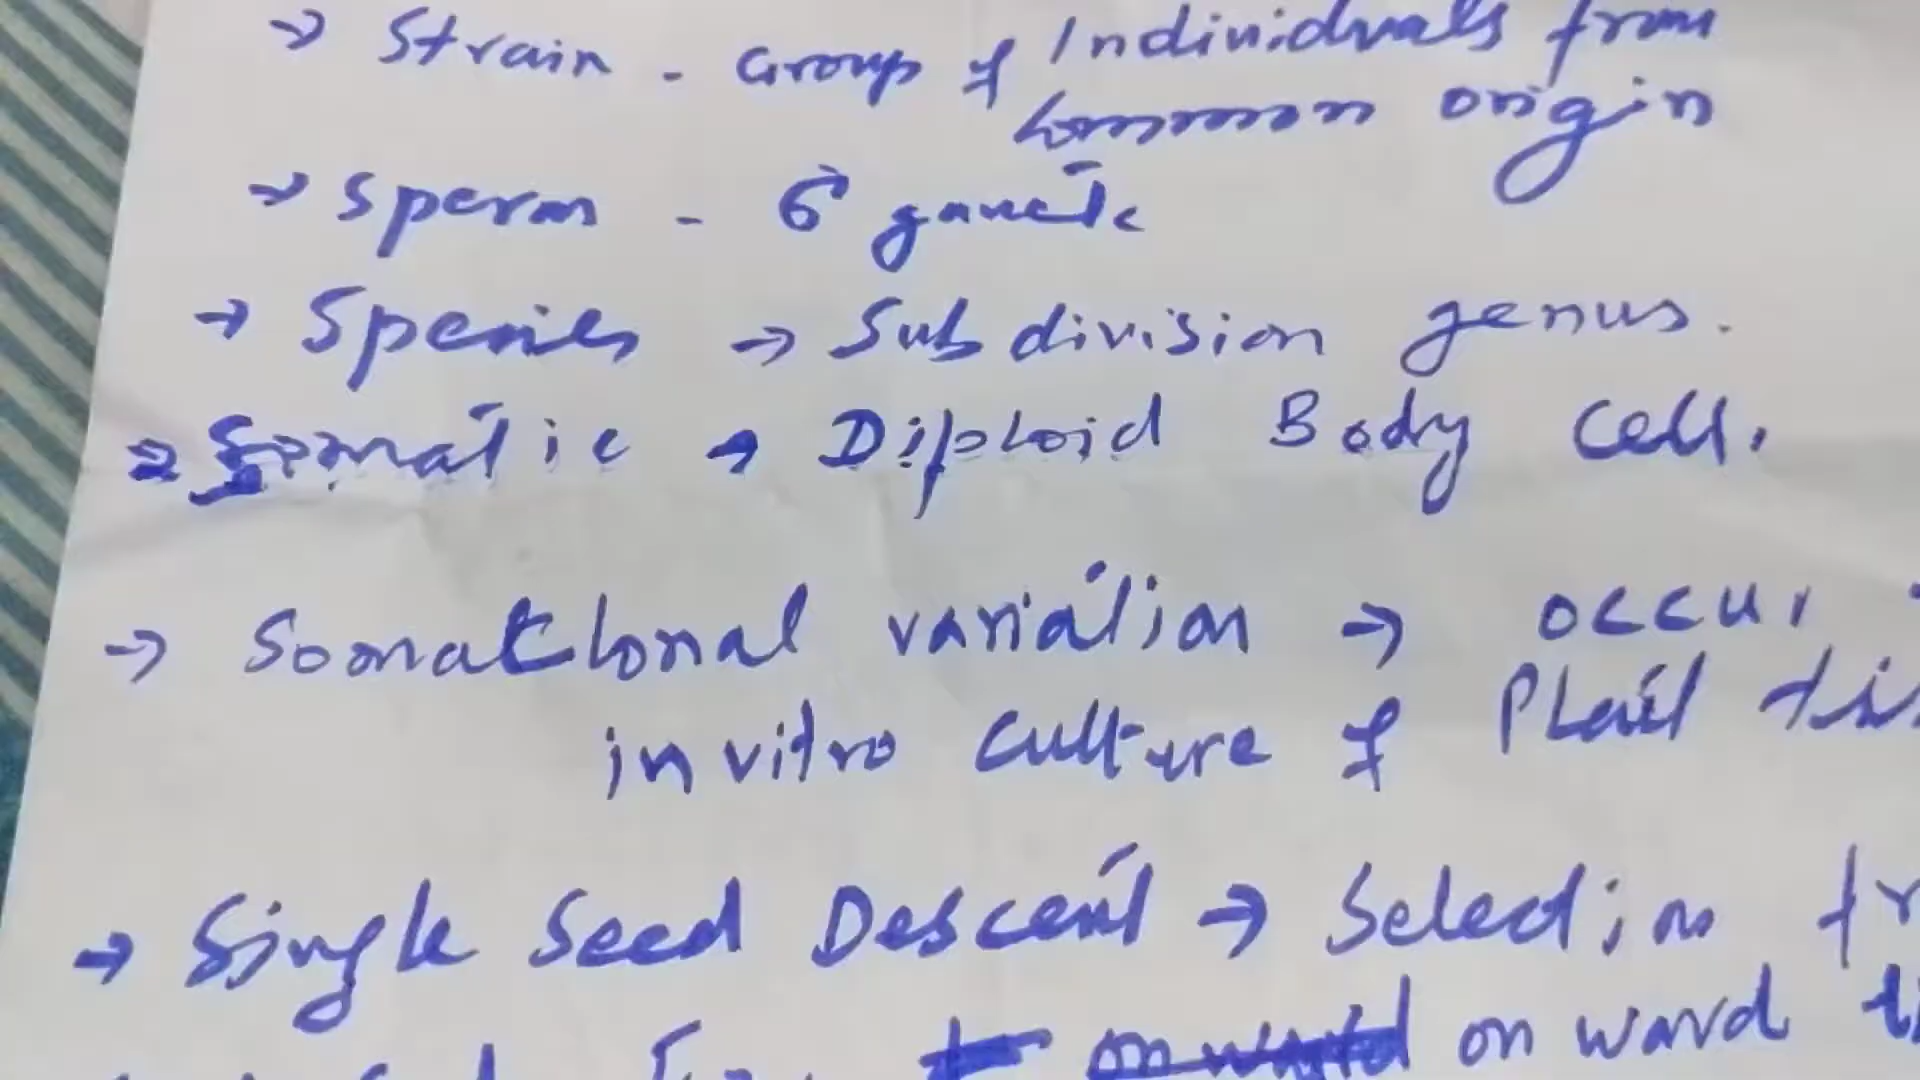 → Strain - Group of Individuals from
common origin
→ Sperm - ♂ gamete
→ Species → Sub division genus.
→ Somatic → Diploid Body Cell.
→ Somaclonal variation → occur
in vitro culture of Plant
→ Single Seed Descent → Selection
on ward